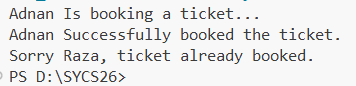 Adnan Is booking a ticket...
Adnan Successfully booked the ticket.
Sorry Raza, ticket already booked.
PS D:\SYCS26>